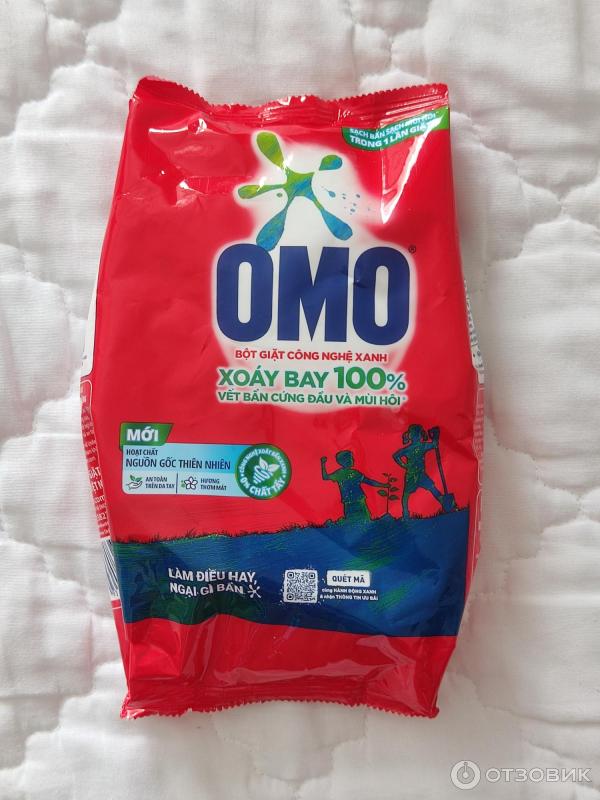 SẠCH BẨN SẠCH MÙI HÔI
TRONG 1 LẦN GIẶT
OMO
®
BỘT GIẶT CÔNG NGHỆ XANH
XOÁY BAY 100%
VẾT BẨN CỨNG ĐẦU VÀ MÙI HÔI*
MỚI
HOẠT CHẤT
NGUỒN GỐC THIÊN NHIÊN
AN TOÀN
TRÊN DA TAY
HƯƠNG
THƠM MÁT
0% CHẤT TẨY
LÀM ĐIỀU HAY,
NGẠI GÌ BẨN
QUÉT MÃ
cùng HÀNH ĐỘNG XANH
& nhận THÔNG TIN ƯU ĐÃI
ОТЗОВИК